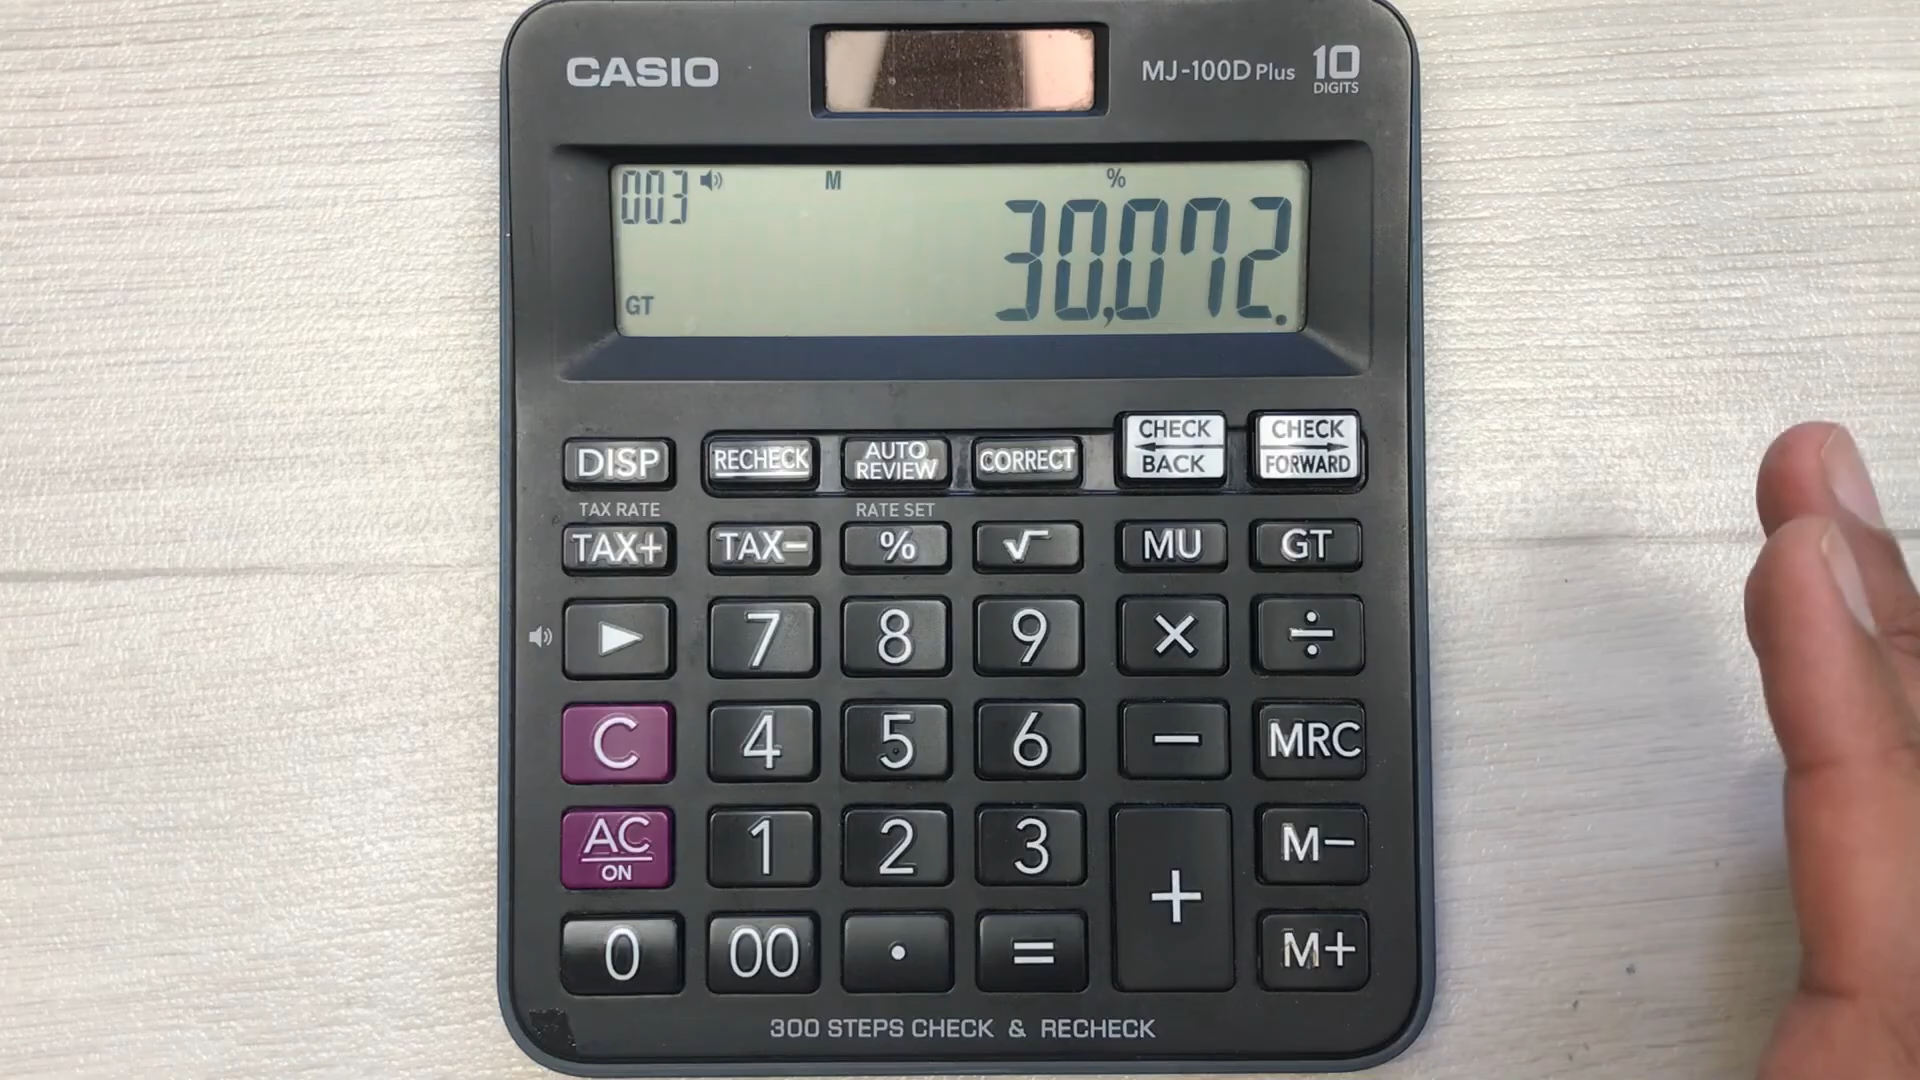 CASIO MJ-100D Plus 10 DIGITS
003 M %
30,072.
GT
DISP RECHECK AUTO REVIEW CORRECT CHECK BACK CHECK FORWARD
TAX RATE RATE SET
TAX+ TAX− % √ MU GT
7 8 9 × ÷
C 4 5 6 − MRC
AC ON 1 2 3 + M−
0 00 . = M+
300 STEPS CHECK & RECHECK